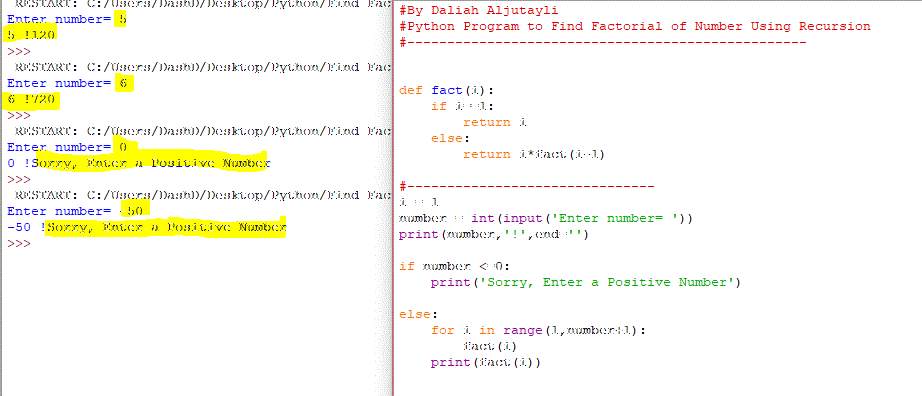 RESTART: C:/Users/DashD/Desktop/Python/Find Fac
Enter number= 5
5 !120
>>>
RESTART: C:/Users/DashD/Desktop/Python/Find Fac
Enter number= 6
6 !720
>>>
RESTART: C:/Users/DashD/Desktop/Python/Find Fac
Enter number= 0
0 !Sorry, Enter a Positive Number
>>>
RESTART: C:/Users/DashD/Desktop/Python/Find Fac
Enter number= -50
-50 !Sorry, Enter a Positive Number
>>>
#By Daliah Aljutayli
#Python Program to Find Factorial of Number Using Recursion
#--------------------------------------------------
def fact(i):
if i==1:
return i
else:
return i*fact(i-1)
#-------------------------------
i = 1
number = int(input('Enter number= '))
print(number,'!',end='')
if number <=0:
print('Sorry, Enter a Positive Number')
else:
for i in range(1,number+1):
fact(i)
print(fact(i))